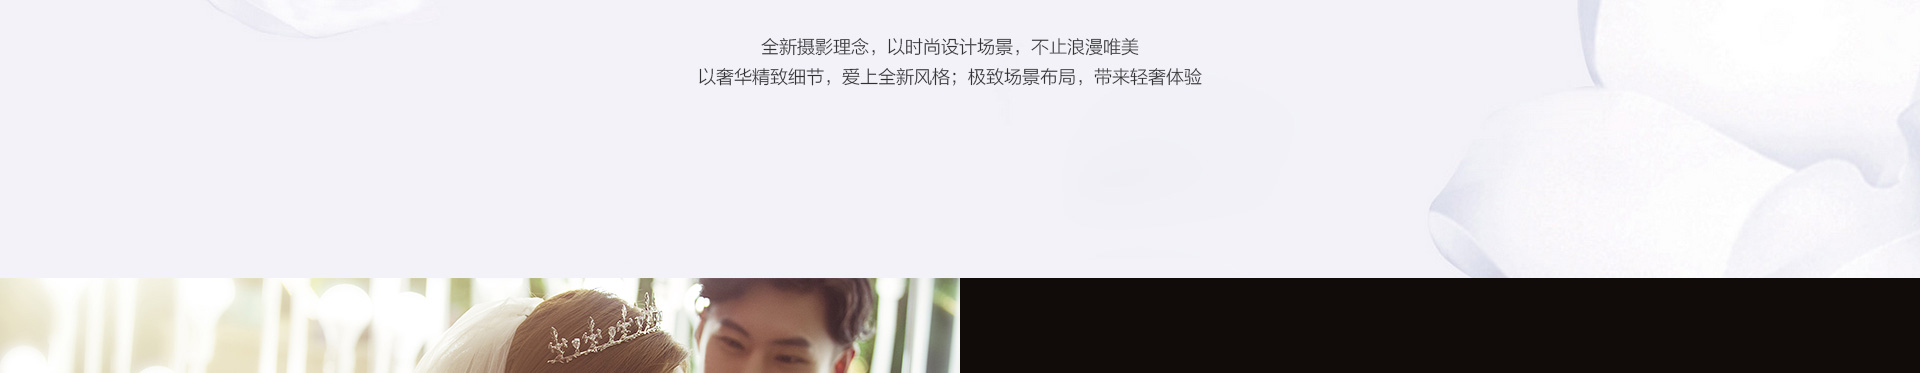 全新摄影理念，以时尚设计场景，不止浪漫唯美
以奢华精致细节，爱上全新风格；极致场景布局，带来轻奢体验